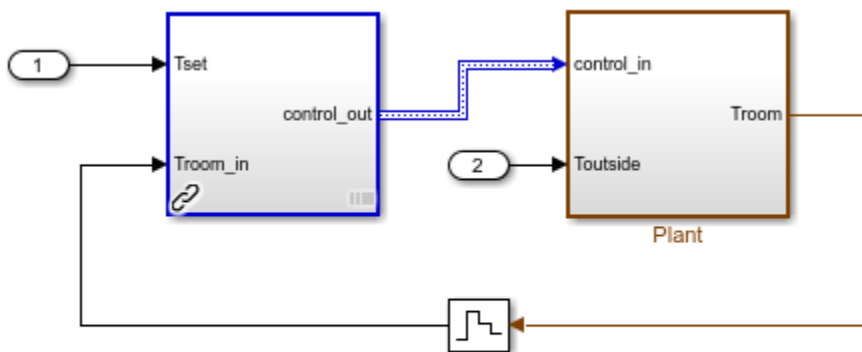 1
Tset
control_out
Troom_in
control_in
Troom
2
Toutside
Plant